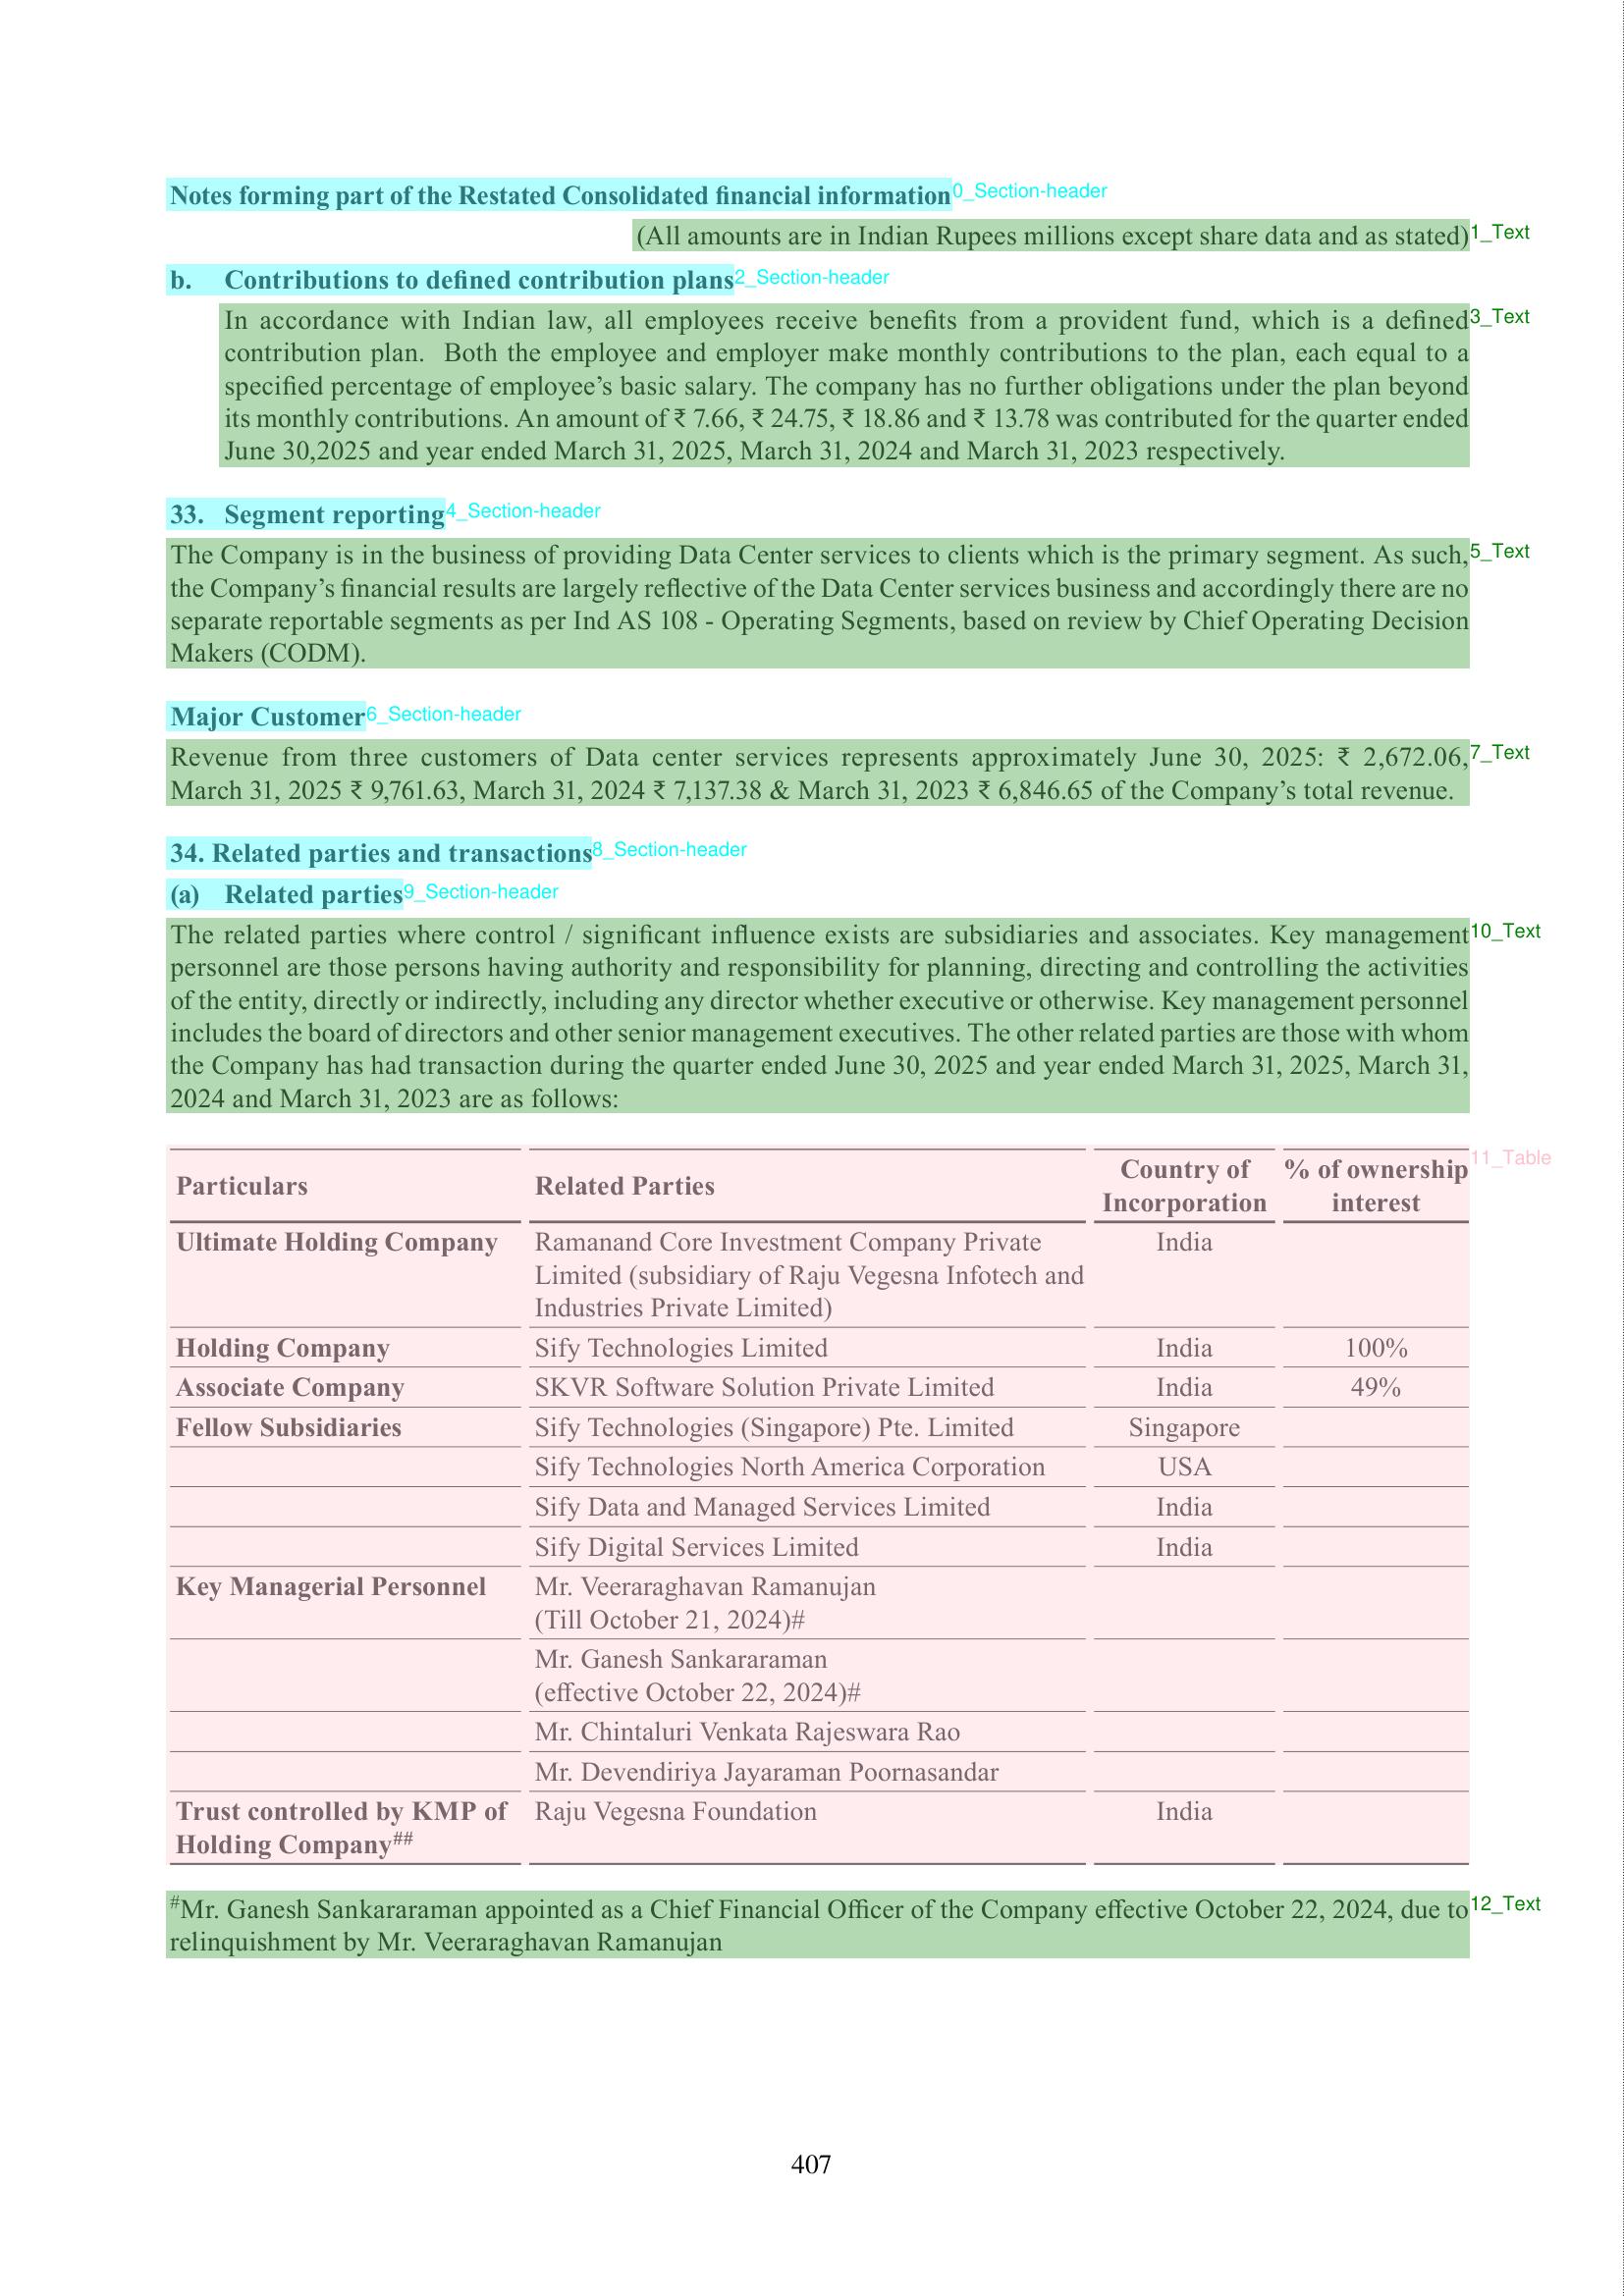 Notes forming part of the Restated Consolidated financial information
0_Section-header
(All amounts are in Indian Rupees millions except share data and as stated)
1_Text
b. Contributions to defined contribution plans
2_Section-header
In accordance with Indian law, all employees receive benefits from a provident fund, which is a defined
3_Text
contribution plan. Both the employee and employer make monthly contributions to the plan, each equal to a
specified percentage of employee’s basic salary. The company has no further obligations under the plan beyond
its monthly contributions. An amount of ₹ 7.66, ₹ 24.75, ₹ 18.86 and ₹ 13.78 was contributed for the quarter ended
June 30,2025 and year ended March 31, 2025, March 31, 2024 and March 31, 2023 respectively.
33. Segment reporting
4_Section-header
The Company is in the business of providing Data Center services to clients which is the primary segment. As such,
5_Text
the Company’s financial results are largely reflective of the Data Center services business and accordingly there are no
separate reportable segments as per Ind AS 108 - Operating Segments, based on review by Chief Operating Decision
Makers (CODM).
Major Customer
6_Section-header
Revenue from three customers of Data center services represents approximately June 30, 2025: ₹ 2,672.06,
7_Text
March 31, 2025 ₹ 9,761.63, March 31, 2024 ₹ 7,137.38 & March 31, 2023 ₹ 6,846.65 of the Company’s total revenue.
34. Related parties and transactions
8_Section-header
(a) Related parties
9_Section-header
The related parties where control / significant influence exists are subsidiaries and associates. Key management
10_Text
personnel are those persons having authority and responsibility for planning, directing and controlling the activities
of the entity, directly or indirectly, including any director whether executive or otherwise. Key management personnel
includes the board of directors and other senior management executives. The other related parties are those with whom
the Company has had transaction during the quarter ended June 30, 2025 and year ended March 31, 2025, March 31,
2024 and March 31, 2023 are as follows:
11_Table
Particulars Related Parties Country of Incorporation % of ownership interest
Ultimate Holding Company Ramanand Core Investment Company Private India
Limited (subsidiary of Raju Vegesna Infotech and
Industries Private Limited)
Holding Company Sify Technologies Limited India 100%
Associate Company SKVR Software Solution Private Limited India 49%
Fellow Subsidiaries Sify Technologies (Singapore) Pte. Limited Singapore
Sify Technologies North America Corporation USA
Sify Data and Managed Services Limited India
Sify Digital Services Limited India
Key Managerial Personnel Mr. Veeraraghavan Ramanujan
(Till October 21, 2024)#
Mr. Ganesh Sankararaman
(effective October 22, 2024)#
Mr. Chintaluri Venkata Rajeswara Rao
Mr. Devendiriya Jayaraman Poornasandar
Trust controlled by KMP of Raju Vegesna Foundation India
Holding Company##
#Mr. Ganesh Sankararaman appointed as a Chief Financial Officer of the Company effective October 22, 2024, due to
12_Text
relinquishment by Mr. Veeraraghavan Ramanujan
407